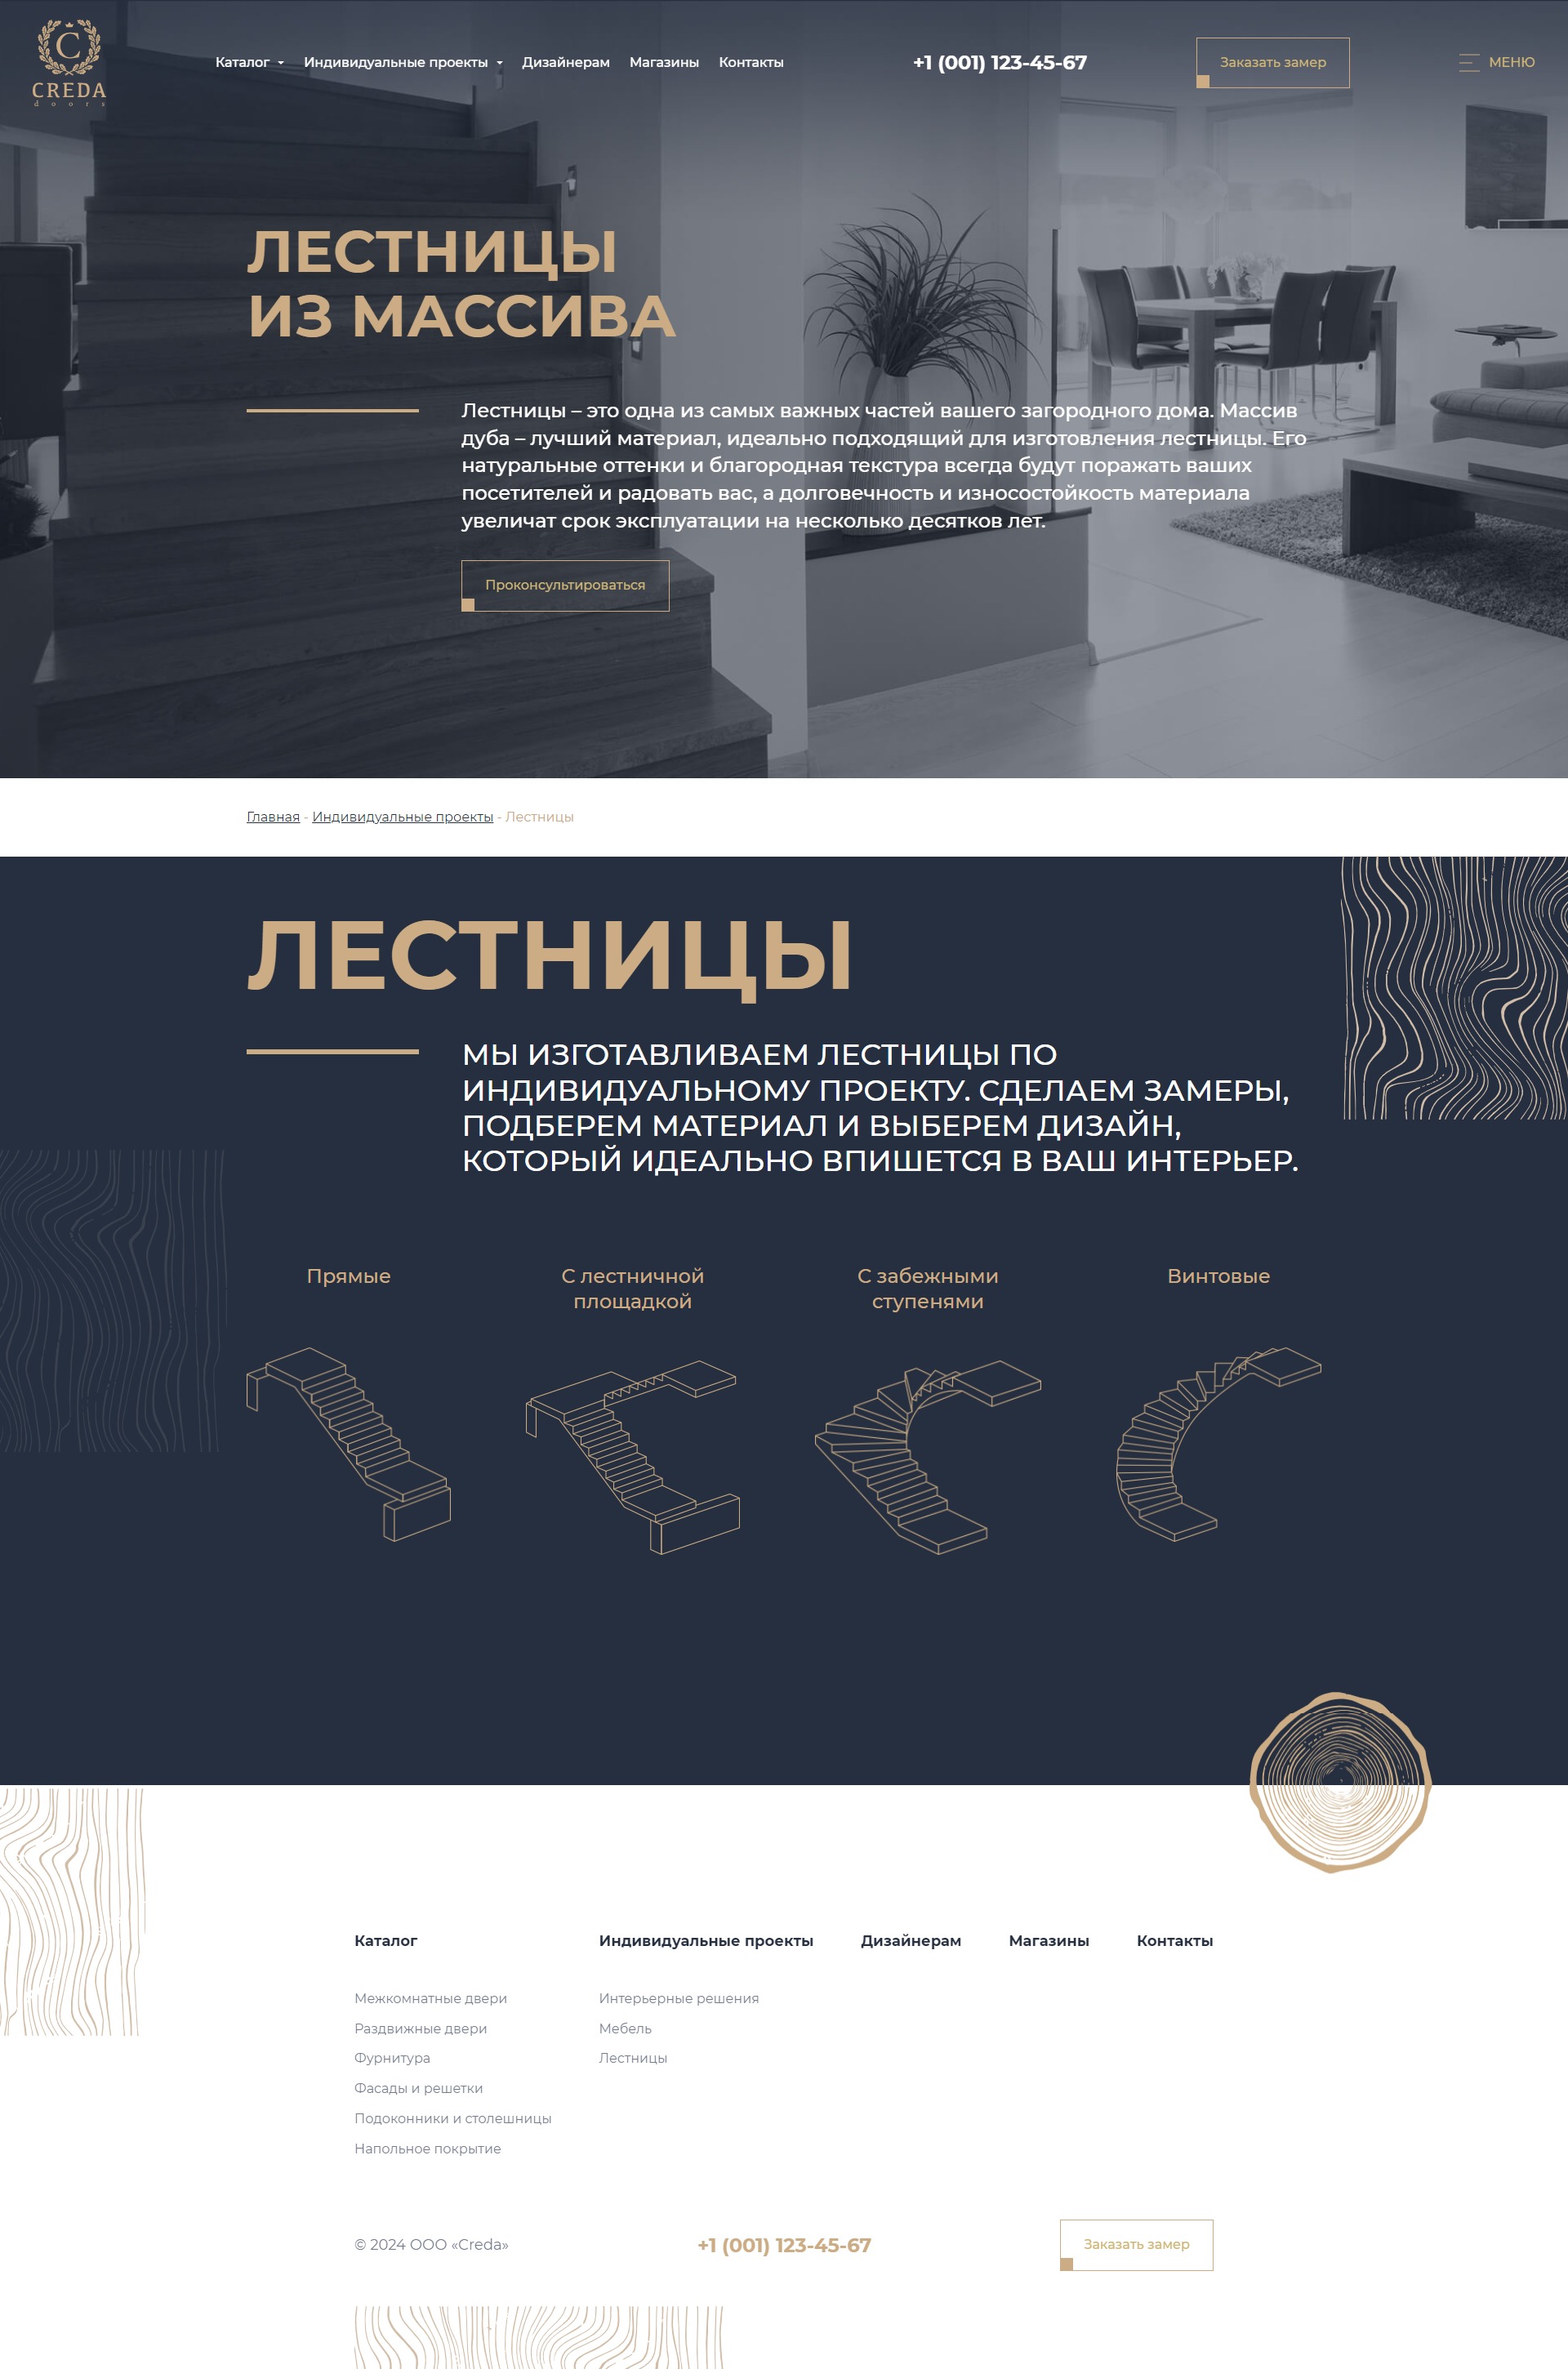 C
CREDA
doors
Каталог
Индивидуальные проекты
Дизайнерам
Магазины
Контакты
+1 (001) 123-45-67
Заказать замер
МЕНЮ
ЛЕСТНИЦЫ
ИЗ МАССИВА
Лестницы – это одна из самых важных частей вашего загородного дома. Массив
дуба – лучший материал, идеально подходящий для изготовления лестницы. Его
натуральные оттенки и благородная текстура всегда будут поражать ваших
посетителей и радовать вас, а долговечность и износостойкость материала
увеличат срок эксплуатации на несколько десятков лет.
Проконсультироваться
Главная - Индивидуальные проекты - Лестницы
ЛЕСТНИЦЫ
МЫ ИЗГОТАВЛИВАЕМ ЛЕСТНИЦЫ ПО
ИНДИВИДУАЛЬНОМУ ПРОЕКТУ. СДЕЛАЕМ ЗАМЕРЫ,
ПОДБЕРЕМ МАТЕРИАЛ И ВЫБЕРЕМ ДИЗАЙН,
КОТОРЫЙ ИДЕАЛЬНО ВПИШЕТСЯ В ВАШ ИНТЕРЬЕР.
Прямые
С лестничной
площадкой
С забежными
ступенями
Винтовые
Каталог
Межкомнатные двери
Раздвижные двери
Фурнитура
Фасады и решетки
Подоконники и столешницы
Напольное покрытие
Индивидуальные проекты
Интерьерные решения
Мебель
Лестницы
Дизайнерам
Магазины
Контакты
© 2024 ООО «Creda»
+1 (001) 123-45-67
Заказать замер